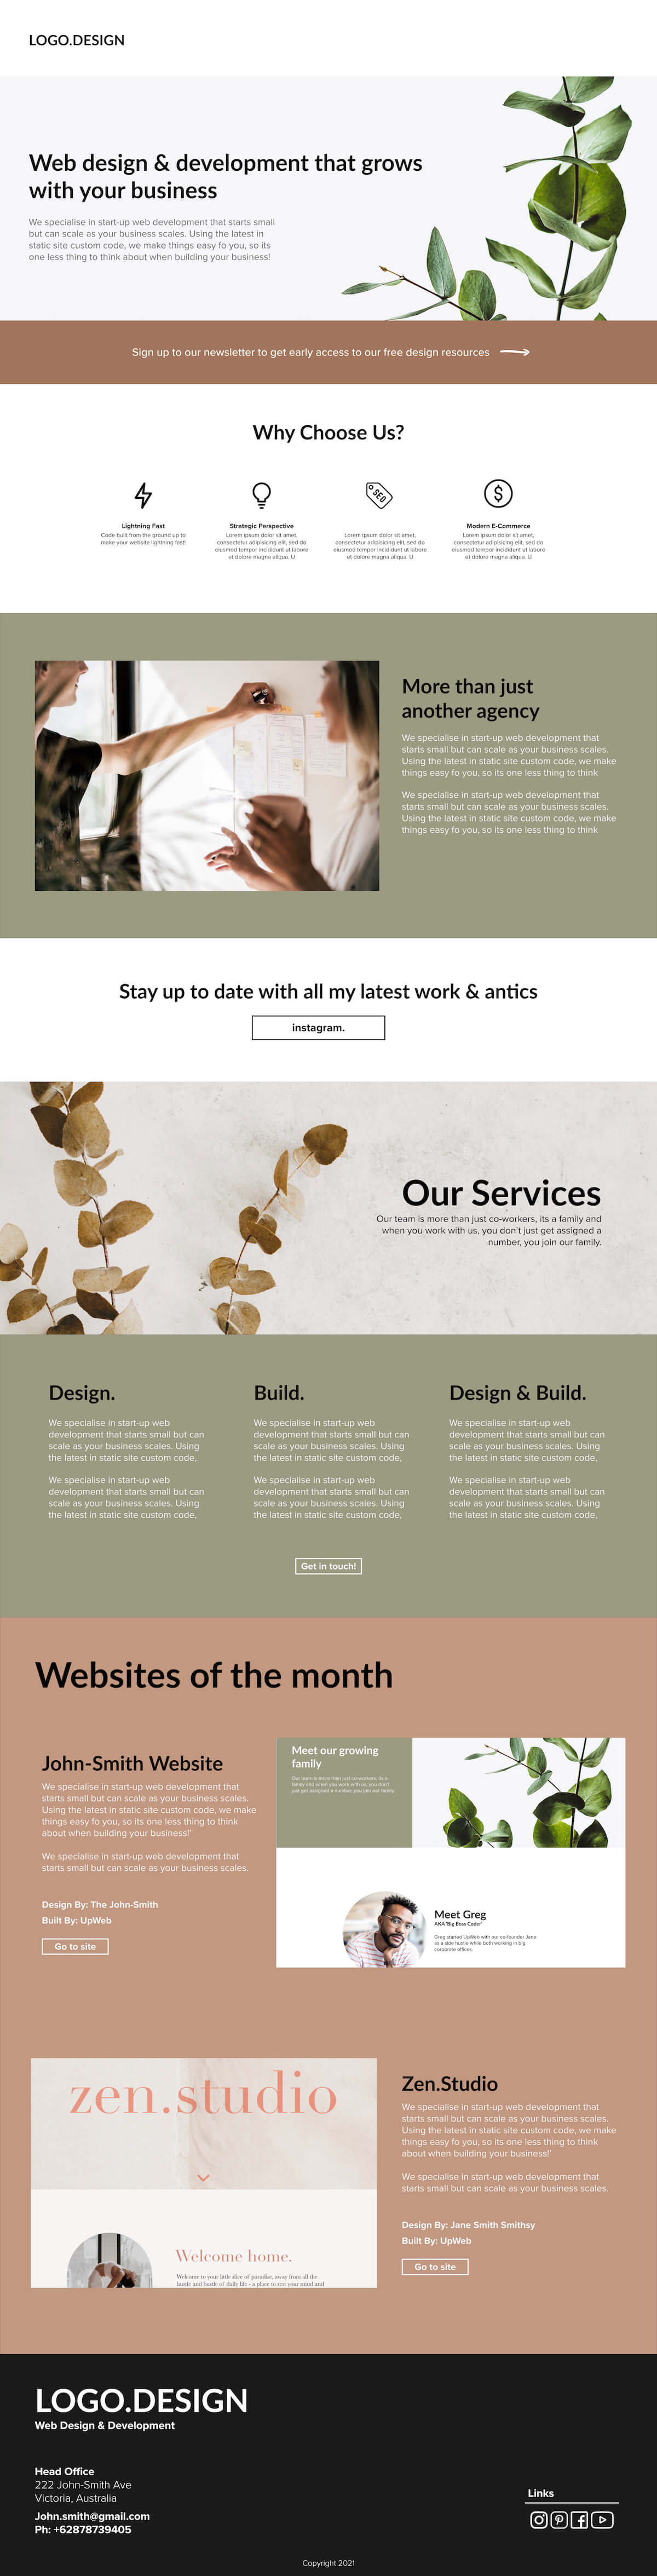 LOGO.DESIGN
Web design & development that grows
with your business
We specialise in start-up web development that starts small
but can scale as your business scales. Using the latest in
static site custom code, we make things easy fo you, so its
one less thing to think about when building your business!
Sign up to our newsletter to get early access to our free design resources
Why Choose Us?
Lightning Fast
Code built from the ground up to
make your website lightning fast!
Strategic Perspective
Lorem ipsum dolor sit amet,
consectetur adipisicing elit, sed do
eiusmod tempor incididunt ut labore
et dolore magna aliqua. U
SEO
Lorem ipsum dolor sit amet,
consectetur adipisicing elit, sed do
eiusmod tempor incididunt ut labore
et dolore magna aliqua. U
$
Modern E-Commerce
Lorem ipsum dolor sit amet,
consectetur adipisicing elit, sed do
eiusmod tempor incididunt ut labore
et dolore magna aliqua. U
More than just
another agency
We specialise in start-up web development that
starts small but can scale as your business scales.
Using the latest in static site custom code, we make
things easy fo you, so its one less thing to think
We specialise in start-up web development that
starts small but can scale as your business scales.
Using the latest in static site custom code, we make
things easy fo you, so its one less thing to think
Stay up to date with all my latest work & antics
instagram.
Our Services
Our team is more than just co-workers, its a family and
when you work with us, you don't just get assigned a
number, you join our family.
Design.
We specialise in start-up web
development that starts small but can
scale as your business scales. Using
the latest in static site custom code,
We specialise in start-up web
development that starts small but can
scale as your business scales. Using
the latest in static site custom code,
Build.
We specialise in start-up web
development that starts small but can
scale as your business scales. Using
the latest in static site custom code,
We specialise in start-up web
development that starts small but can
scale as your business scales. Using
the latest in static site custom code,
Design & Build.
We specialise in start-up web
development that starts small but can
scale as your business scales. Using
the latest in static site custom code,
We specialise in start-up web
development that starts small but can
scale as your business scales. Using
the latest in static site custom code,
Get in touch!
Websites of the month
John-Smith Website
We specialise in start-up web development that
starts small but can scale as your business scales.
Using the latest in static site custom code, we make
things easy fo you, so its one less thing to think
about when building your business!'
We specialise in start-up web development that
starts small but can scale as your business scales.
Design By: The John-Smith
Built By: UpWeb
Go to site
Meet our growing
family
Our team is more than just co-workers, its a
family and when you work with us, you don't
just get assigned a number, you join our family.
Meet Greg
AKA 'Big Boss Coder'
Greg started UpWeb with our co-founder Jane
as a side hustle while both working in big
corporate offices.
zen.studio
Welcome home.
Welcome to your little slice of paradise, away from all the
hustle and bustle of daily life - a place to rest your mind and
Zen.Studio
We specialise in start-up web development that
starts small but can scale as your business scales.
Using the latest in static site custom code, we make
things easy fo you, so its one less thing to think
about when building your business!'
We specialise in start-up web development that
starts small but can scale as your business scales.
Design By: Jane Smith Smithsy
Built By: UpWeb
Go to site
LOGO.DESIGN
Web Design & Development
Head Office
222 John-Smith Ave
Victoria, Australia
John.smith@gmail.com
Ph: +62878739405
Links
Copyright 2021